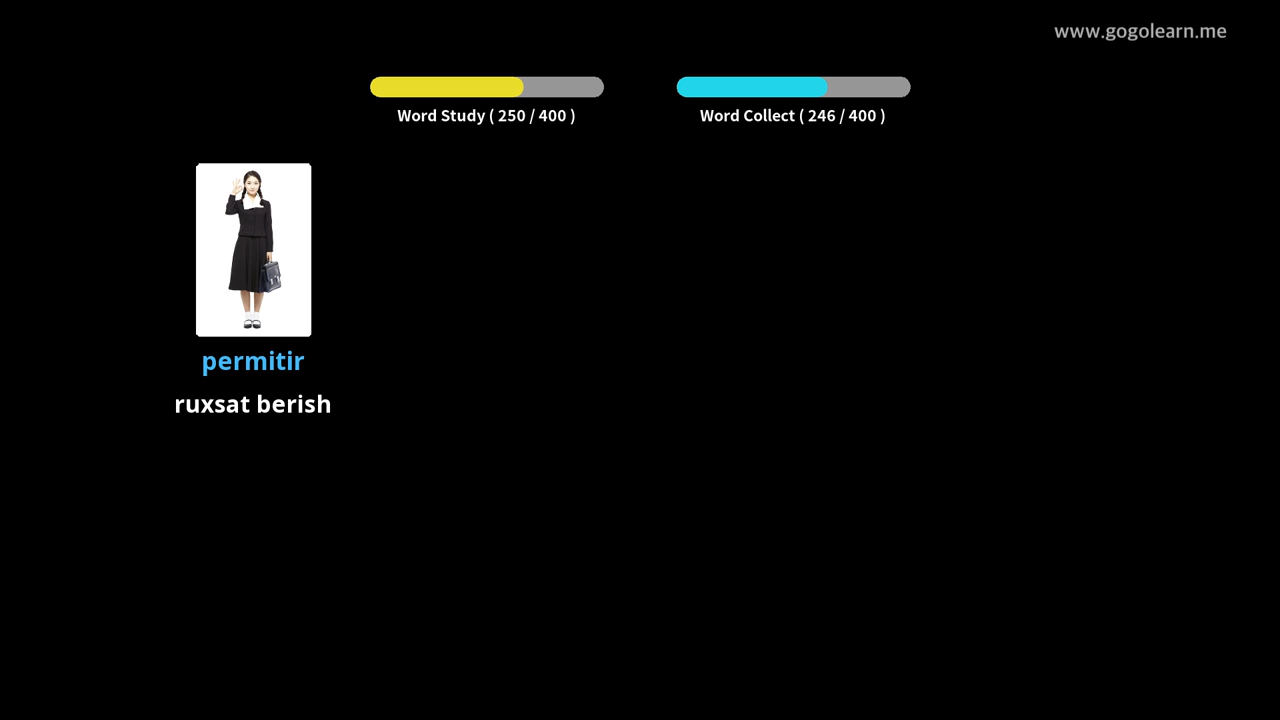 www.gogolearn.me
Word Study ( 250 / 400 )
Word Collect ( 246 / 400 )
permitir
ruxsat berish